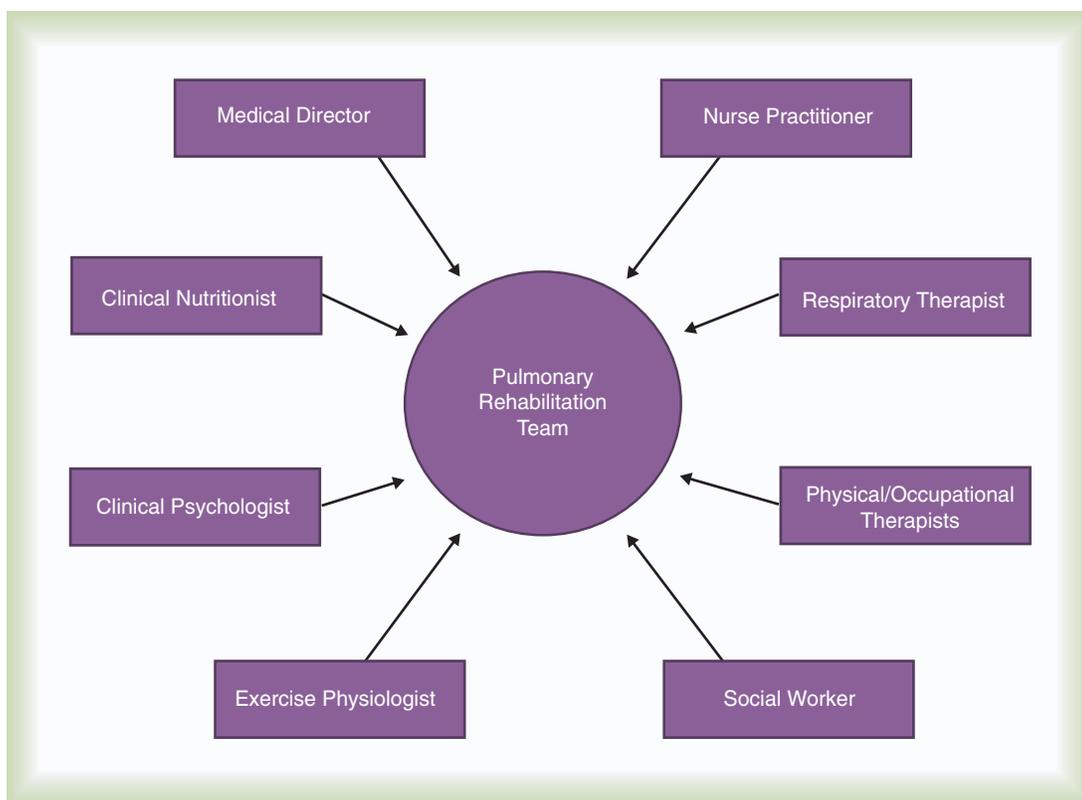 Medical Director
Nurse Practitioner
Clinical Nutritionist
Respiratory Therapist
Pulmonary
Rehabilitation
Team
Clinical Psychologist
Physical/Occupational
Therapists
Exercise Physiologist
Social Worker